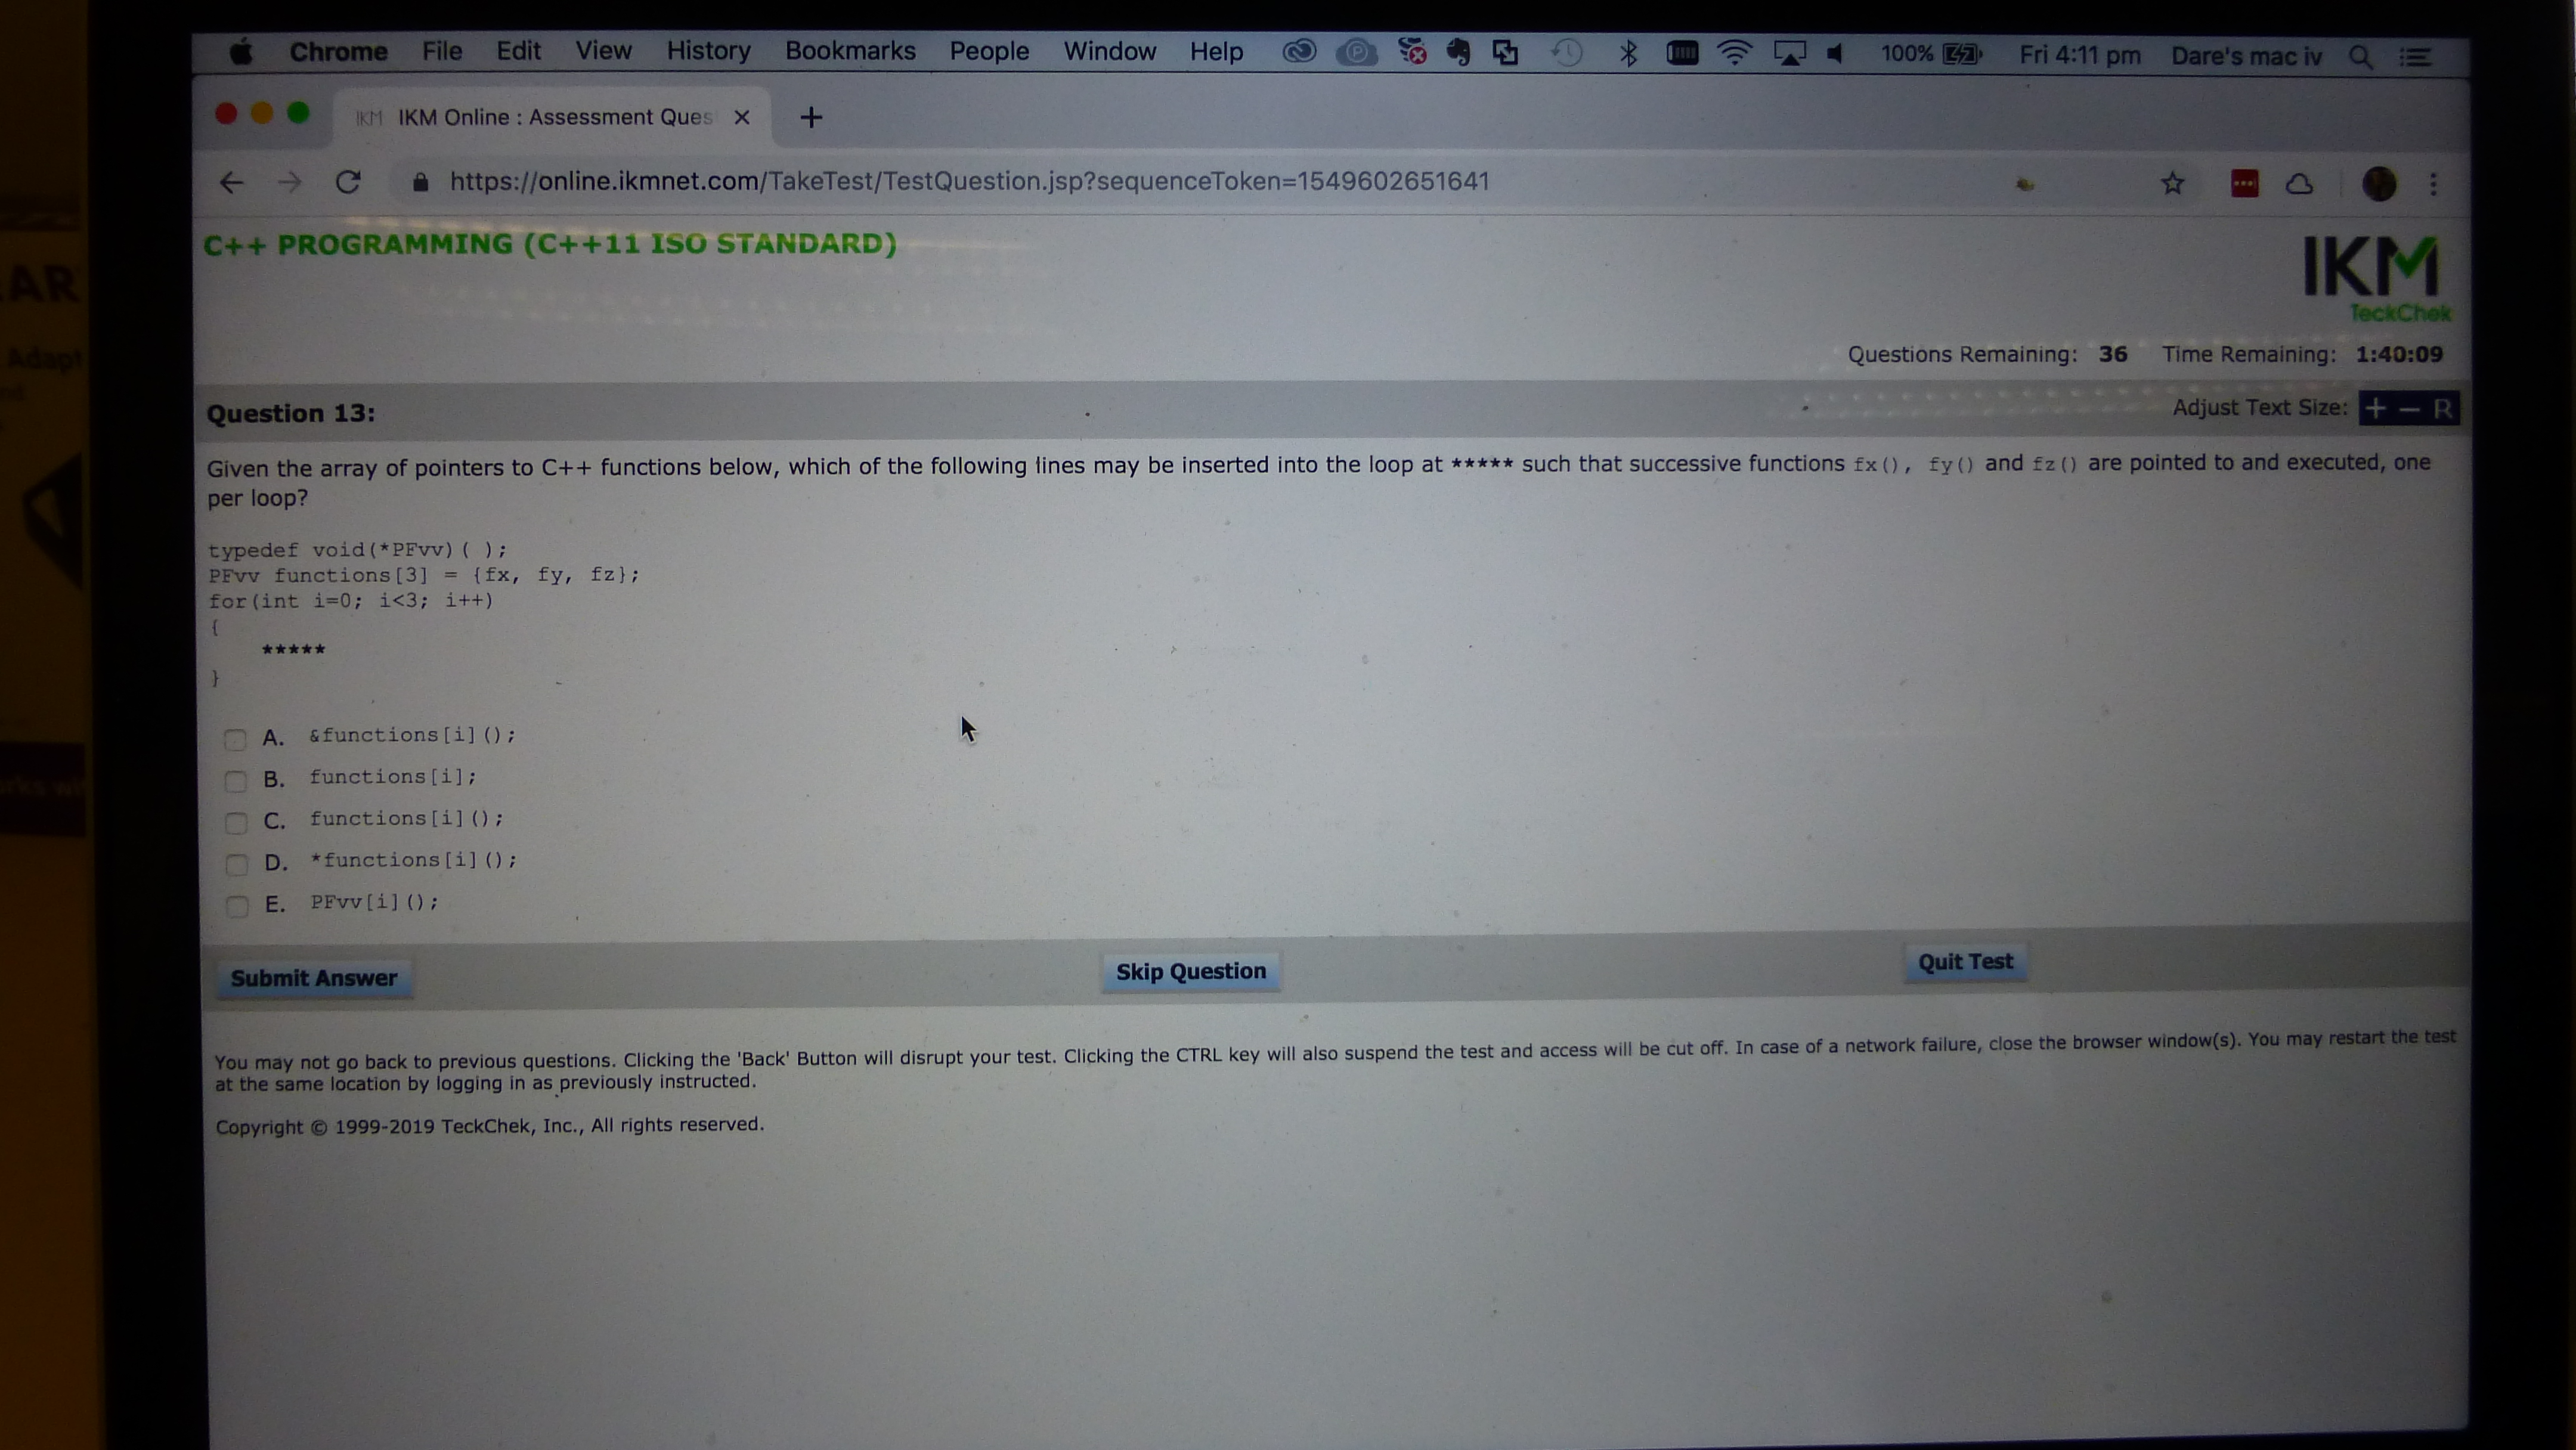 Chrome File Edit View History Bookmarks People Window Help 100% Fri 4:11 pm Dare's mac iv
IKM IKM Online : Assessment Ques
https://online.ikmnet.com/TakeTest/TestQuestion.jsp?sequenceToken=1549602651641
C++ PROGRAMMING (C++11 ISO STANDARD)
IKM
TeckChek
Questions Remaining: 36 Time Remaining: 1:40:09
Question 13:
Adjust Text Size: + - R
Given the array of pointers to C++ functions below, which of the following lines may be inserted into the loop at ***** such that successive functions fx(), fy() and fz() are pointed to and executed, one
per loop?
typedef void(*PFvv)( );
PFvv functions[3] = {fx, fy, fz};
for(int i=0; i<3; i++)
{
*****
}
A. &functions[i]();
B. functions[i];
C. functions[i]();
D. *functions[i]();
E. PFvv[i]();
Submit Answer Skip Question Quit Test
You may not go back to previous questions. Clicking the 'Back' Button will disrupt your test. Clicking the CTRL key will also suspend the test and access will be cut off. In case of a network failure, close the browser window(s). You may restart the test
at the same location by logging in as previously instructed.
Copyright © 1999-2019 TeckChek, Inc., All rights reserved.
AR
Adapt